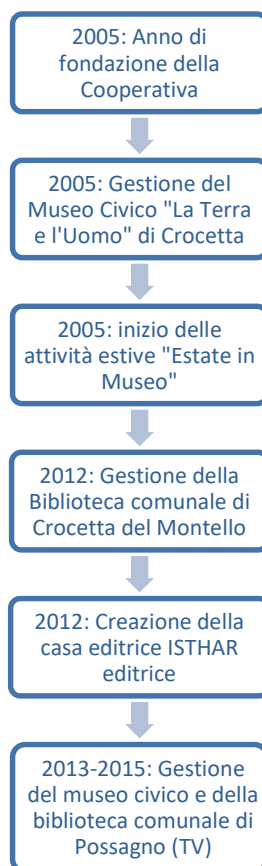 2005: Anno di
fondazione della
Cooperativa
2005: Gestione del
Museo Civico "La Terra
e l'Uomo" di Crocetta
2005: inizio delle
attività estive "Estate in
Museo"
2012: Gestione della
Biblioteca comunale di
Crocetta del Montello
2012: Creazione della
casa editrice ISTHAR
editrice
2013-2015: Gestione
del museo civico e della
biblioteca comunale di
Possagno (TV)